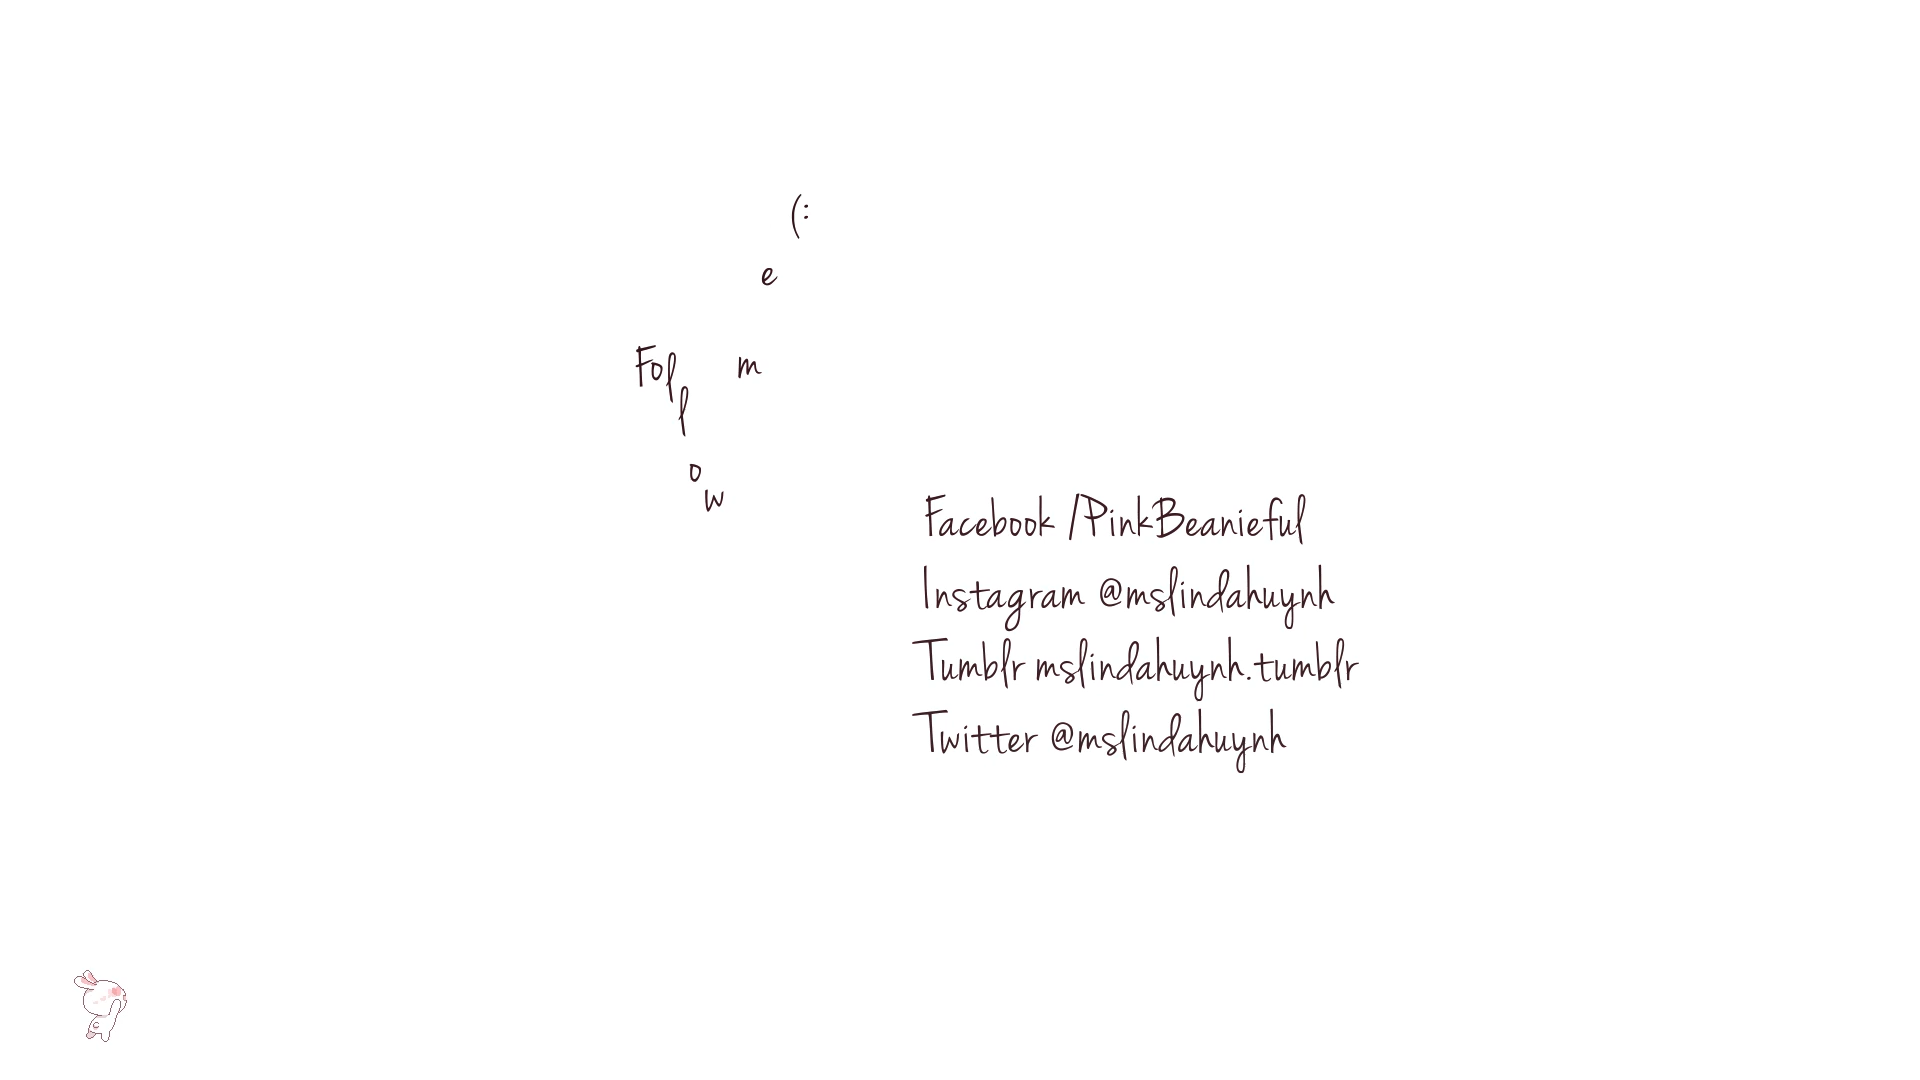 Follow me (:
Facebook /PinkBeanieful
Instagram @mslindahuynh
Tumblr mslindahuynh.tumblr
Twitter @mslindahuynh